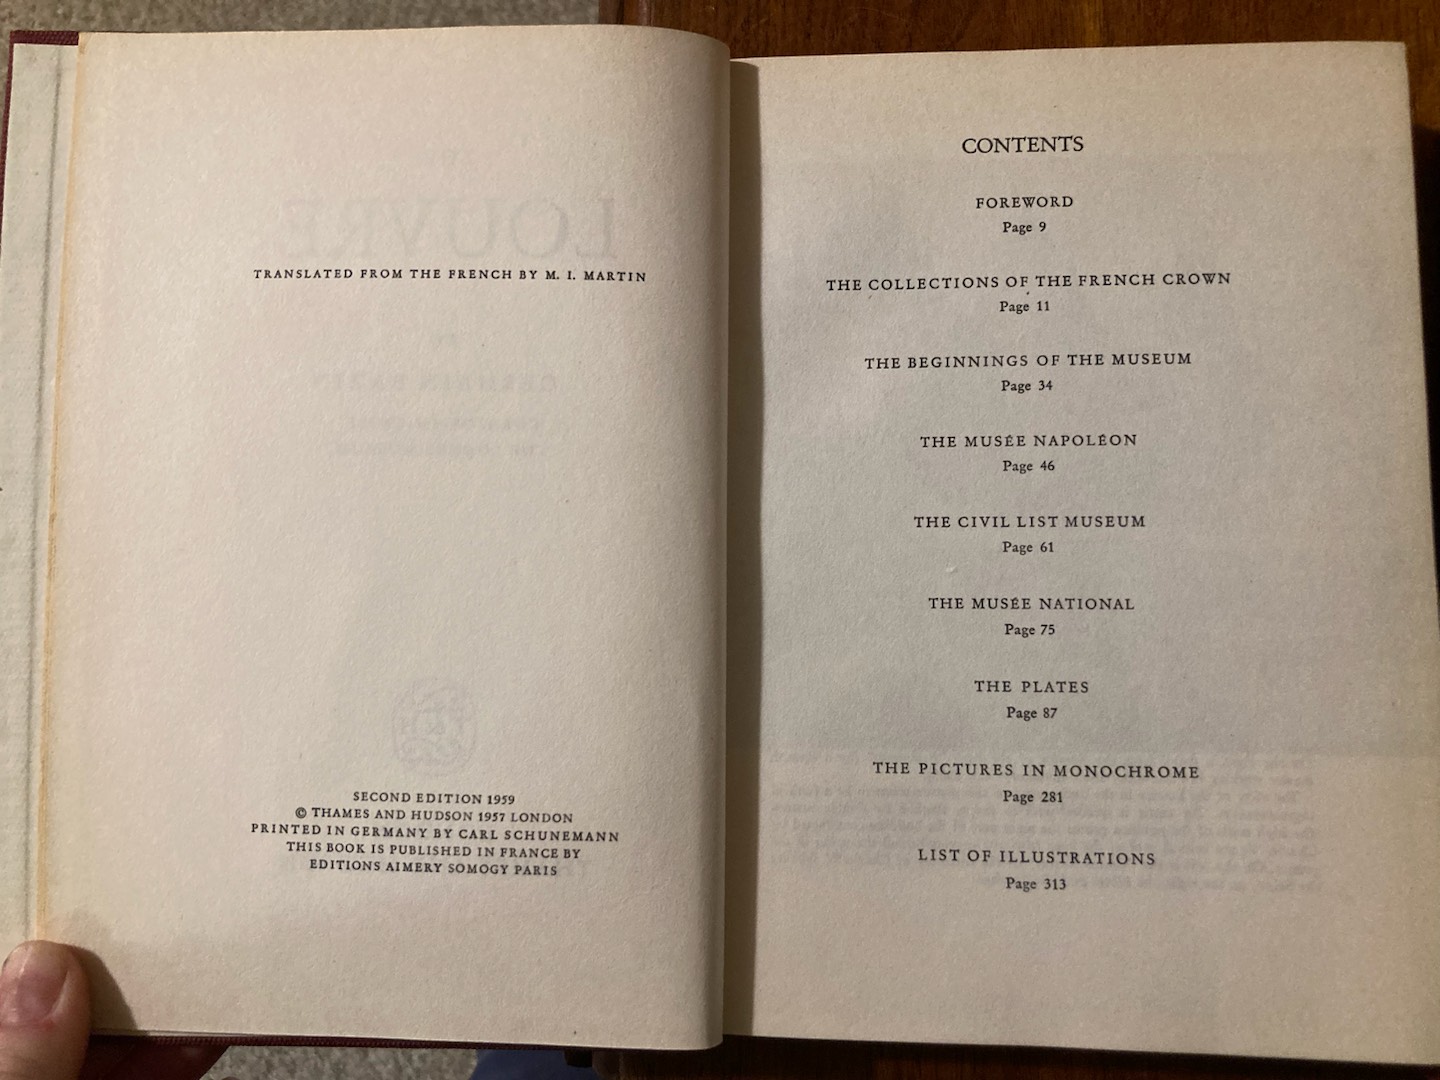 TRANSLATED FROM THE FRENCH BY M. I. MARTIN
SECOND EDITION 1959
© THAMES AND HUDSON 1957 LONDON
PRINTED IN GERMANY BY CARL SCHUNEMANN
THIS BOOK IS PUBLISHED IN FRANCE BY
EDITIONS AIMERY SOMOGY PARIS
CONTENTS
FOREWORD
Page 9
THE COLLECTIONS OF THE FRENCH CROWN
Page 11
THE BEGINNINGS OF THE MUSEUM
Page 34
THE MUSÉE NAPOLÉON
Page 46
THE CIVIL LIST MUSEUM
Page 61
THE MUSÉE NATIONAL
Page 75
THE PLATES
Page 87
THE PICTURES IN MONOCHROME
Page 281
LIST OF ILLUSTRATIONS
Page 313